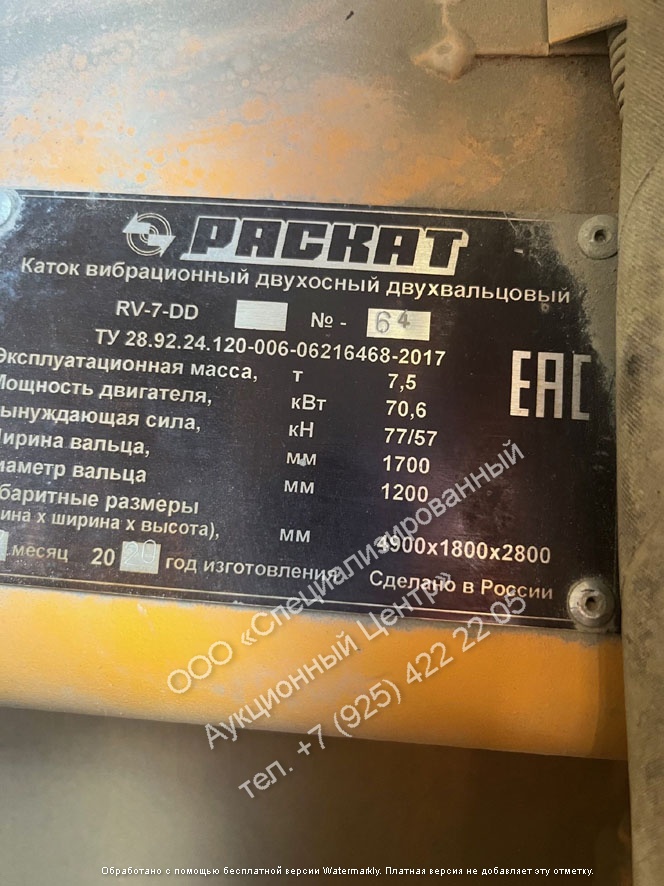 РАСКАТ
Каток вибрационный двухосный двухвальцовый
RV-7-DD № - 64
ТУ 28.92.24.120-006-06216468-2017
Эксплуатационная масса, т 7,5
Мощность двигателя, кВт 70,6
ынуждающая сила, кН 77/57
Ширина вальца, мм 1700
иаметр вальца мм 1200
баритные размеры
ина х ширина х высота), мм 4900х1800х2800
месяц 2020 год изготовления Сделано в России
EAC
ООО «Специализированный
Аукционный Центр»
тел. +7 (925) 422 22 05
Обработано с помощью бесплатной версии Watermarkly. Платная версия не добавляет эту отметку.